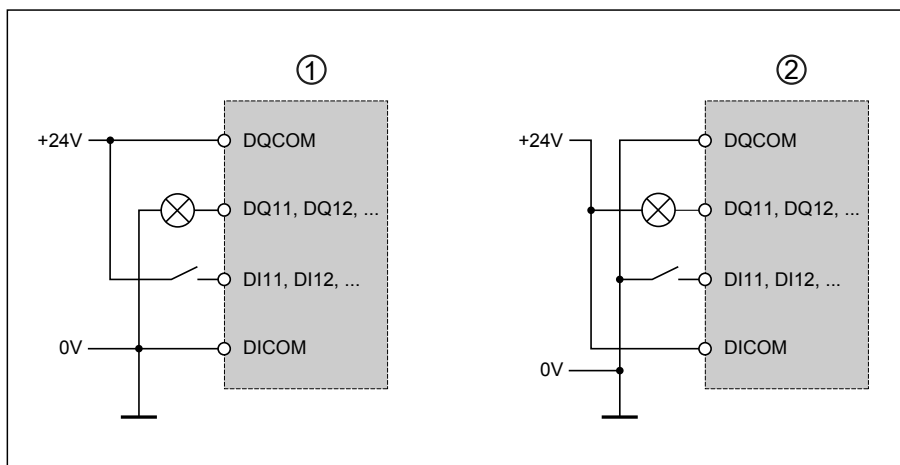 ①
+24V
DQCOM
DQ11, DQ12, ...
DI11, DI12, ...
0V
DICOM
②
+24V
DQCOM
DQ11, DQ12, ...
DI11, DI12, ...
DICOM
0V